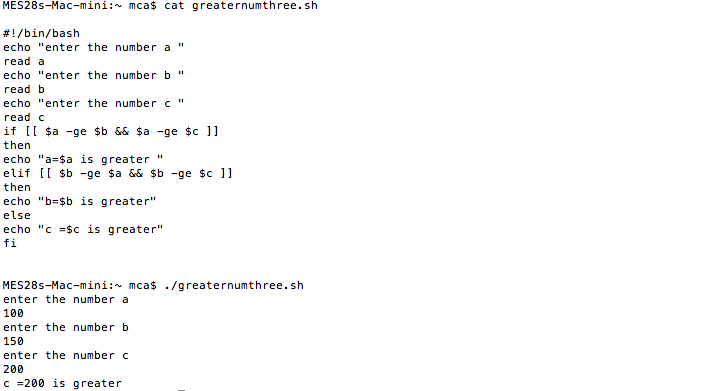 MES28s-Mac-mini:~ mca$ cat greaternumthree.sh
#!/bin/bash
echo "enter the number a "
read a
echo "enter the number b "
read b
echo "enter the number c "
read c
if [[ $a -ge $b && $a -ge $c ]]
then
echo "a=$a is greater "
elif [[ $b -ge $a && $b -ge $c ]]
then
echo "b=$b is greater"
else
echo "c =$c is greater"
fi
MES28s-Mac-mini:~ mca$ ./greaternumthree.sh
enter the number a
100
enter the number b
150
enter the number c
200
c =200 is greater